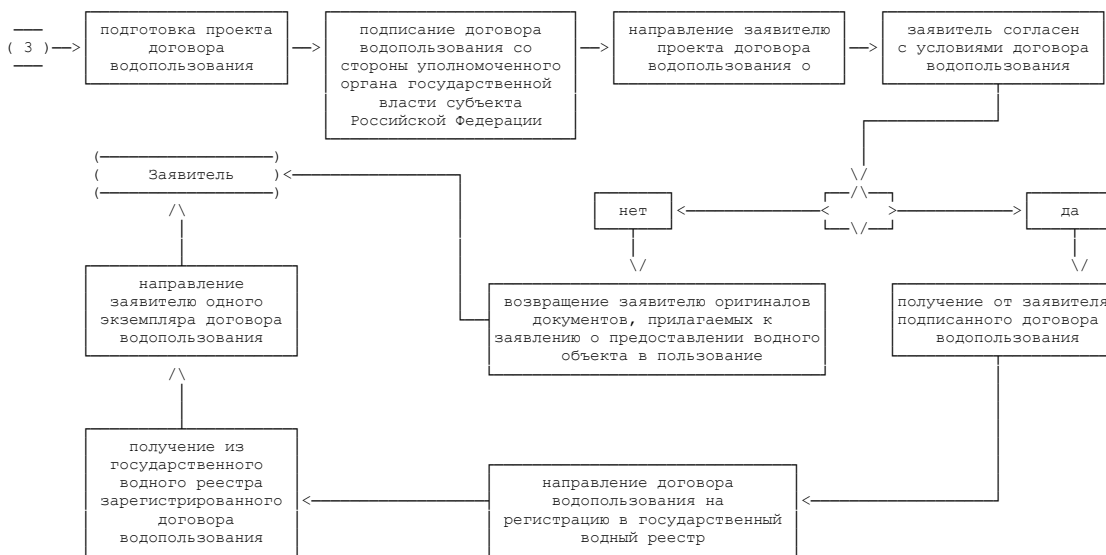 ( 3 )
подготовка проекта
договора
водопользования
подписание договора
водопользования со
стороны уполномоченного
органа государственной
власти субъекта
Российской Федерации
направление заявителю
проекта договора
водопользования о
заявитель согласен
с условиями договора
водопользования
Заявитель
нет
да
направление
заявителю одного
экземпляра договора
водопользования
возвращение заявителю оригиналов
документов, прилагаемых к
заявлению о предоставлении водного
объекта в пользование
получение от заявителя
подписанного договора
водопользования
получение из
государственного
водного реестра
зарегистрированного
договора
водопользования
направление договора
водопользования на
регистрацию в государственный
водный реестр